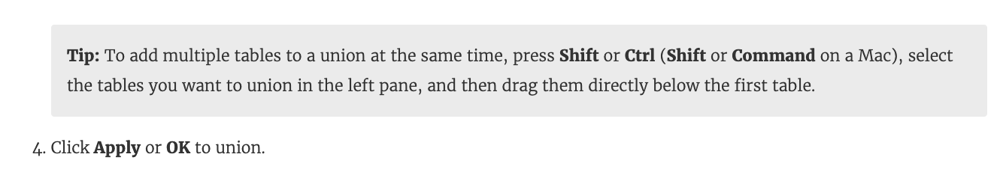 Tip: To add multiple tables to a union at the same time, press Shift or Ctrl (Shift or Command on a Mac), select
the tables you want to union in the left pane, and then drag them directly below the first table.
4. Click Apply or OK to union.